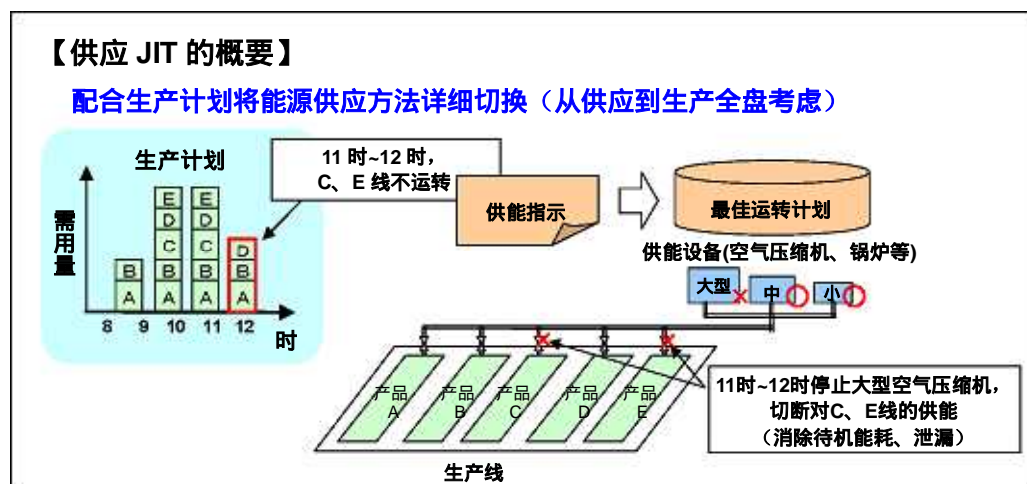 【供应 JIT 的概要】
配合生产计划将能源供应方法详细切换（从供应到生产全盘考虑）
生产计划
需用量
E
D
C
B
A
E
D
C
B
A
B
A
D
B
A
8
9
10
11
12
时
11 时~12 时，
C、E 线不运转
供能指示
最佳运转计划
供能设备(空气压缩机、锅炉等)
大型
中
小
产品
A
产品
B
产品
C
产品
D
产品
E
生产线
11时~12时停止大型空气压缩机，
切断对C、E线的供能
（消除待机能耗、泄漏）